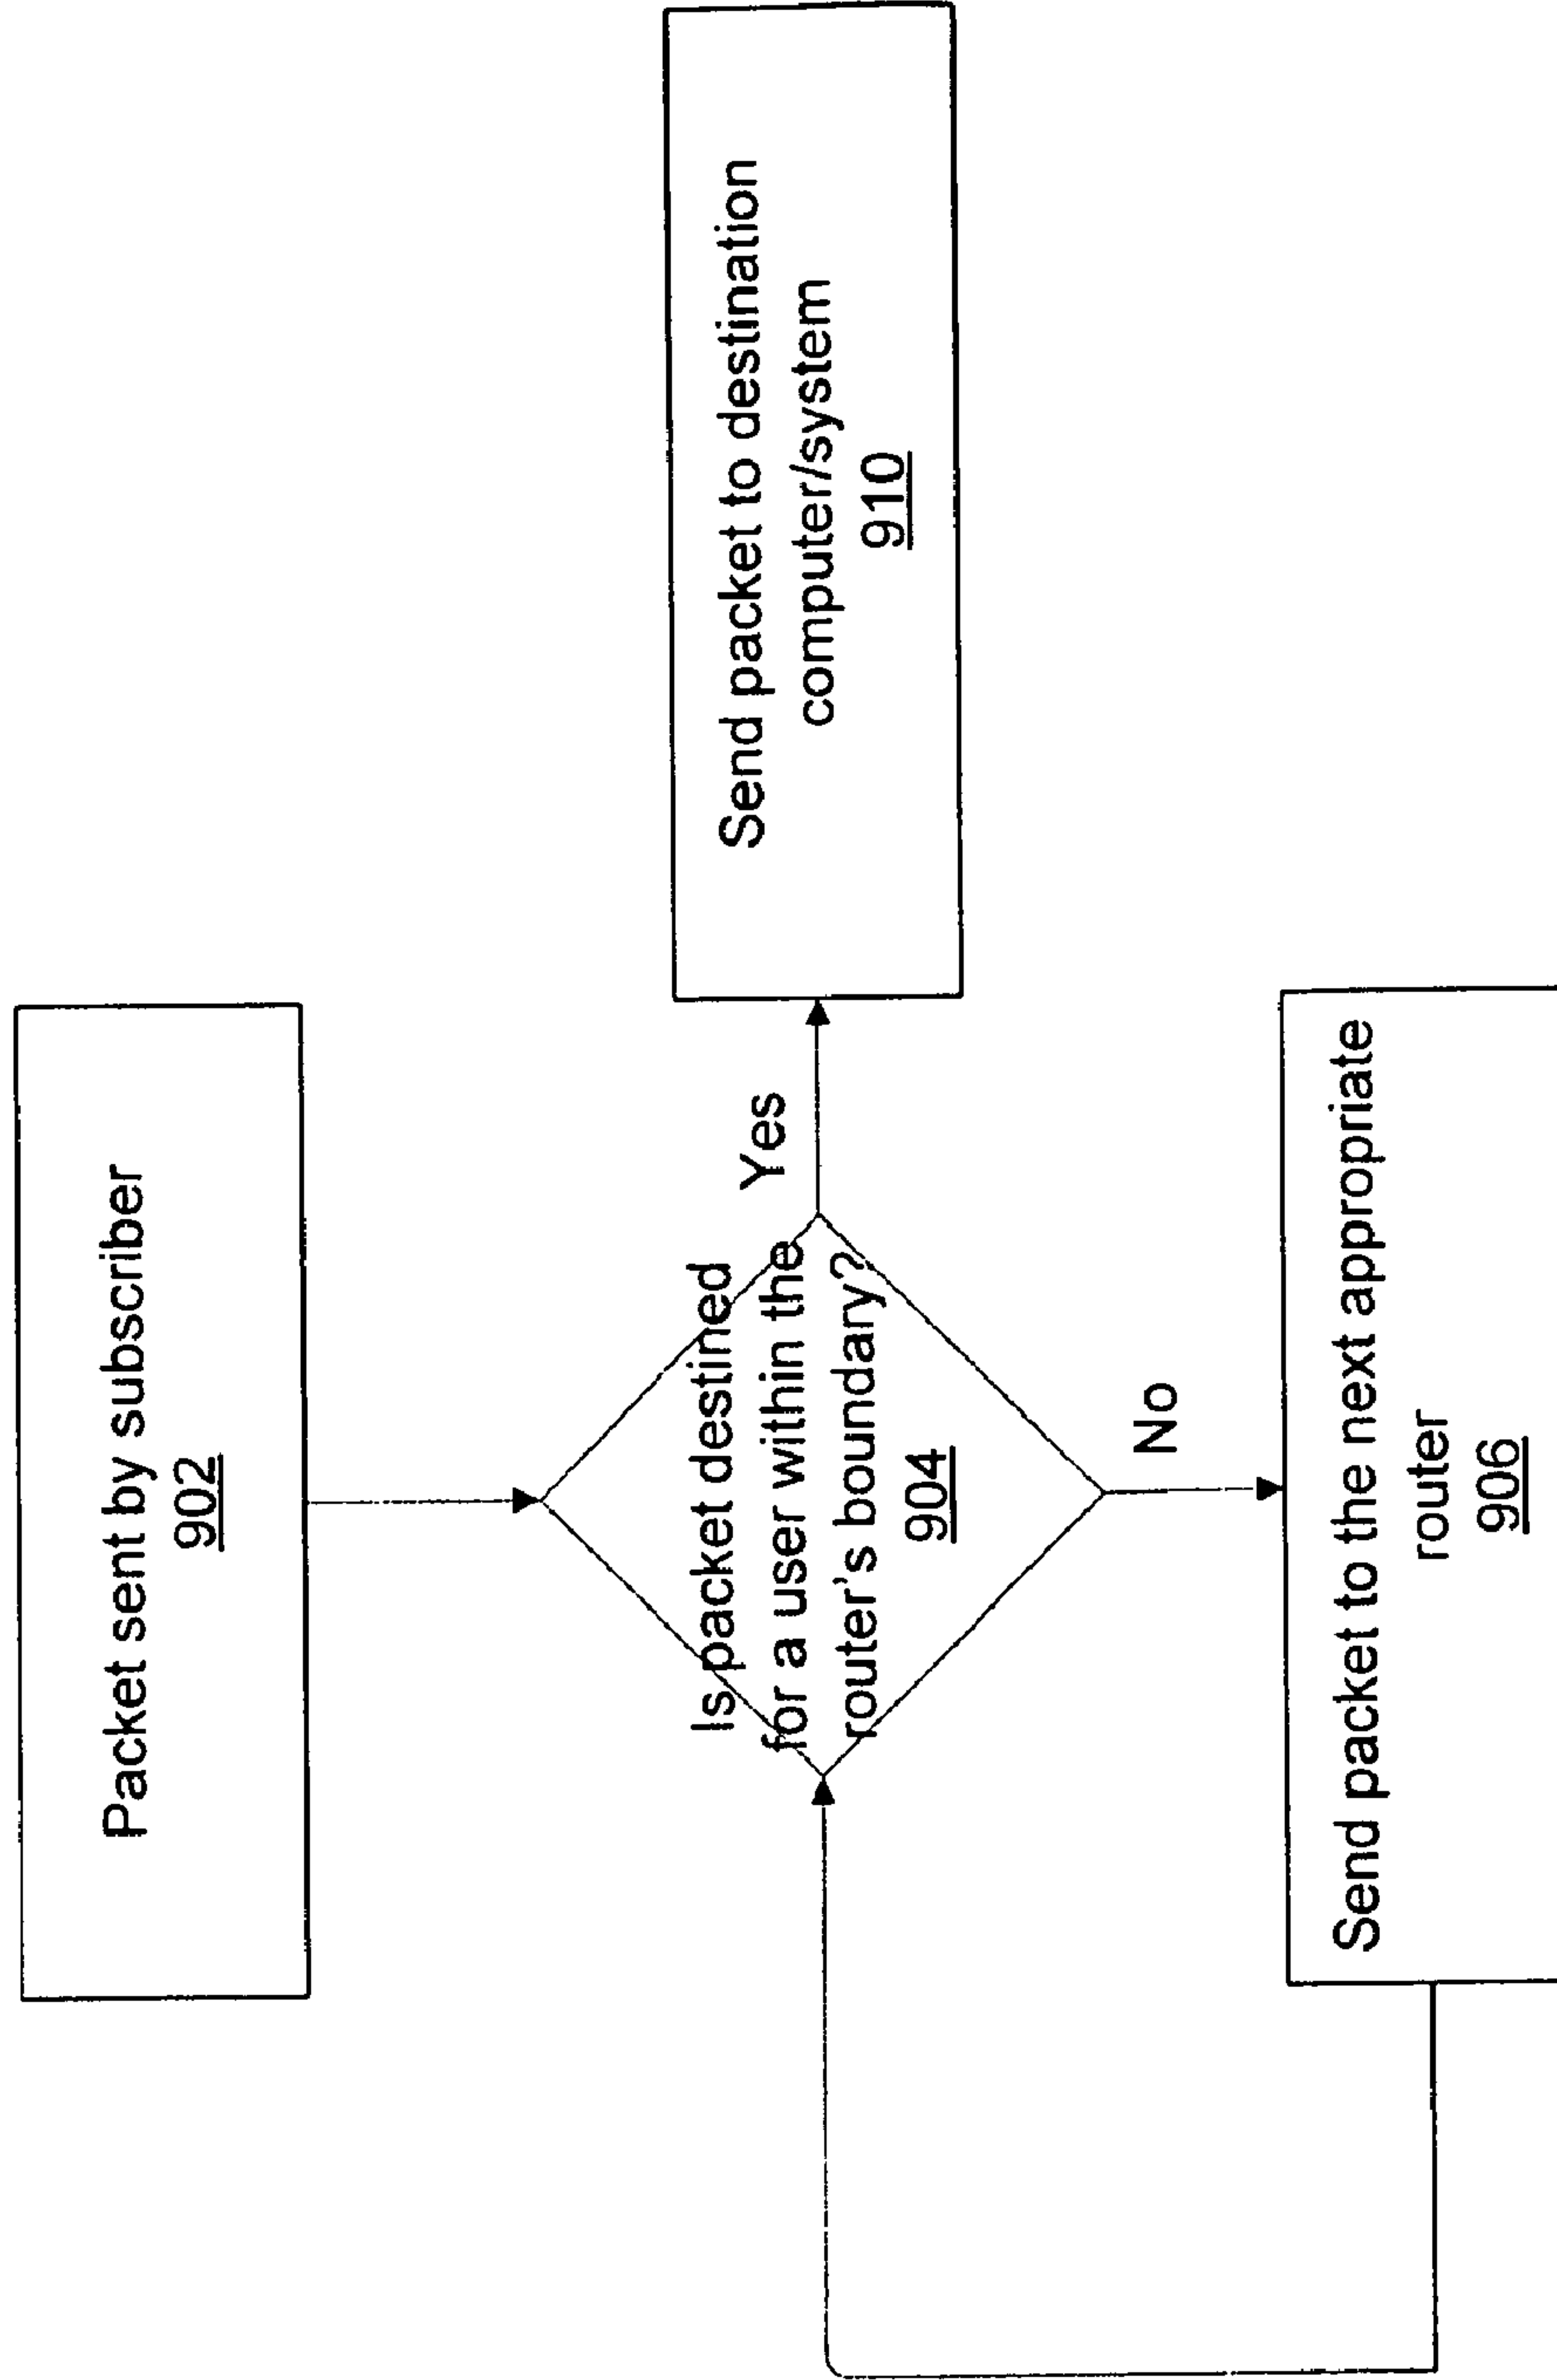 Packet sent by subscriber
902
Is packet destined
for a user within the
router's boundary?
904
Yes
Send packet to destination
computer/system
910
No
Send packet to the next appropriate
router
906